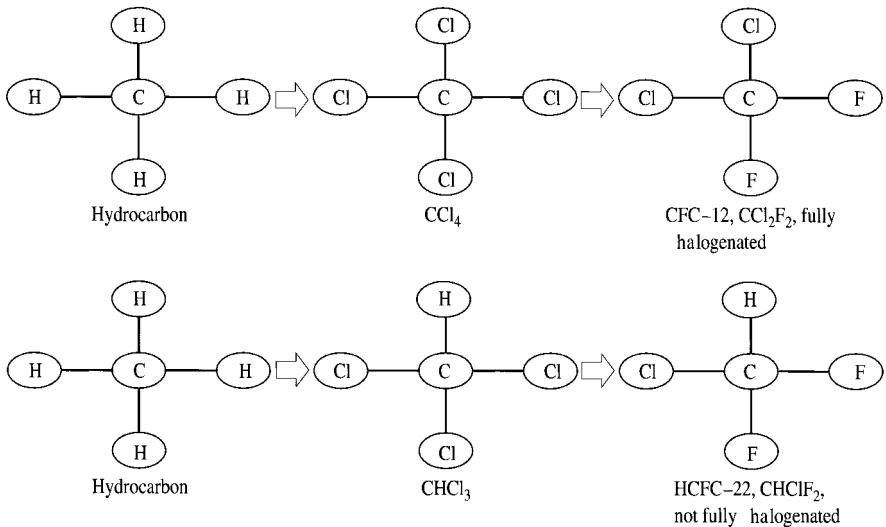 H
Cl
Cl
H C H
Cl C Cl
Cl C F
H
Cl
F
Hydrocarbon
CCl₄
CFC–12, CCl₂F₂, fully
halogenated
H
H
H
H C H
Cl C Cl
Cl C F
H
Cl
F
Hydrocarbon
CHCl₃
HCFC–22, CHClF₂,
not fully halogenated